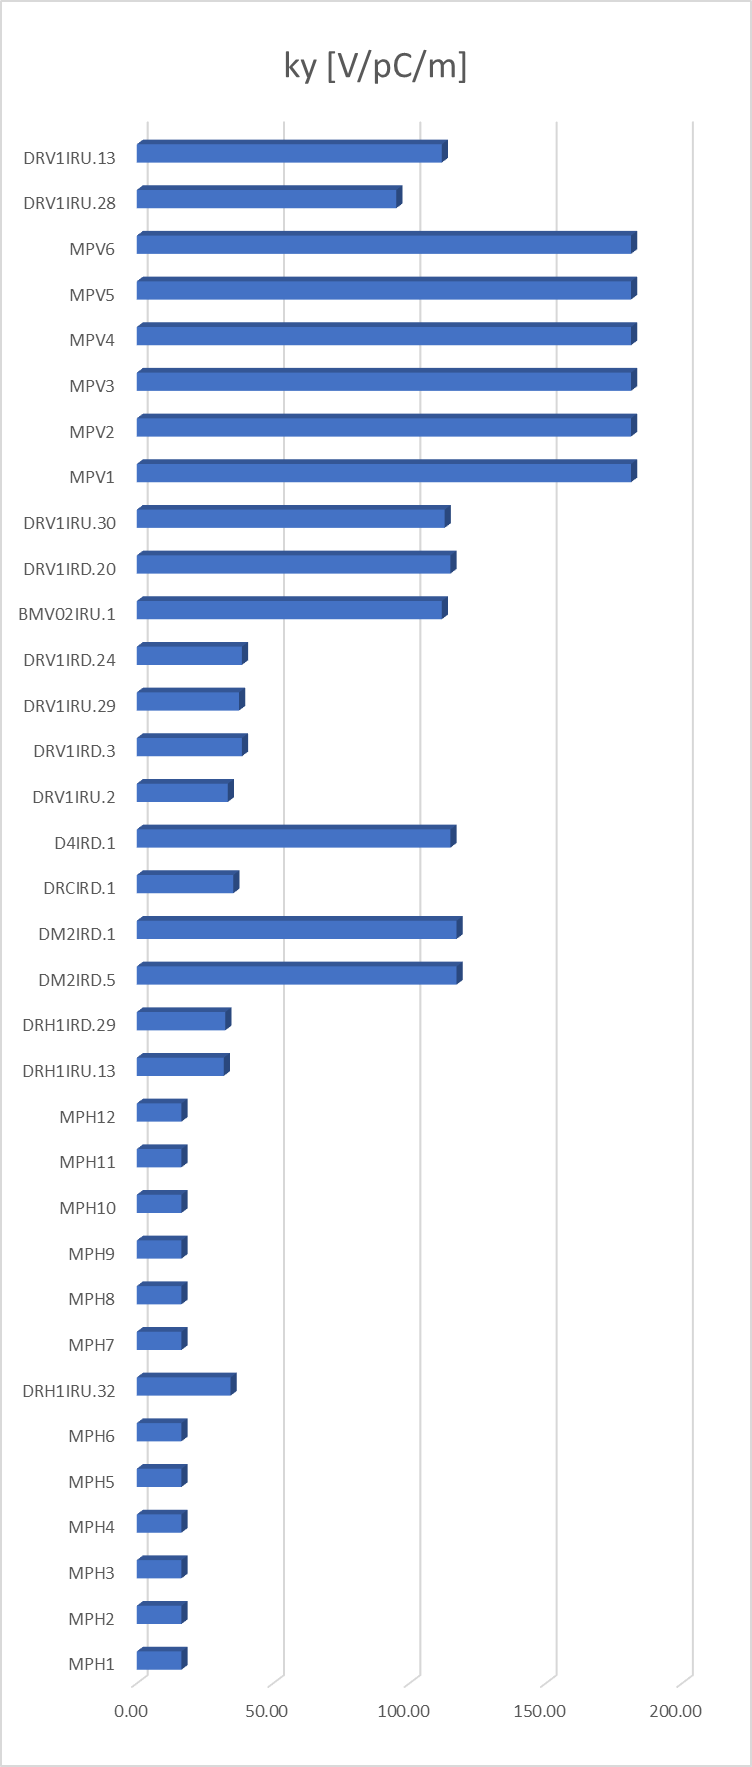 ky [V/pC/m]
DRV1IRU.13
DRV1IRU.28
MPV6
MPV5
MPV4
MPV3
MPV2
MPV1
DRV1IRU.30
DRV1IRD.20
BMV02IRU.1
DRV1IRD.24
DRV1IRU.29
DRV1IRD.3
DRV1IRU.2
D4IRD.1
DRCIRD.1
DM2IRD.1
DM2IRD.5
DRH1IRD.29
DRH1IRU.13
MPH12
MPH11
MPH10
MPH9
MPH8
MPH7
DRH1IRU.32
MPH6
MPH5
MPH4
MPH3
MPH2
MPH1
0.00 50.00 100.00 150.00 200.00